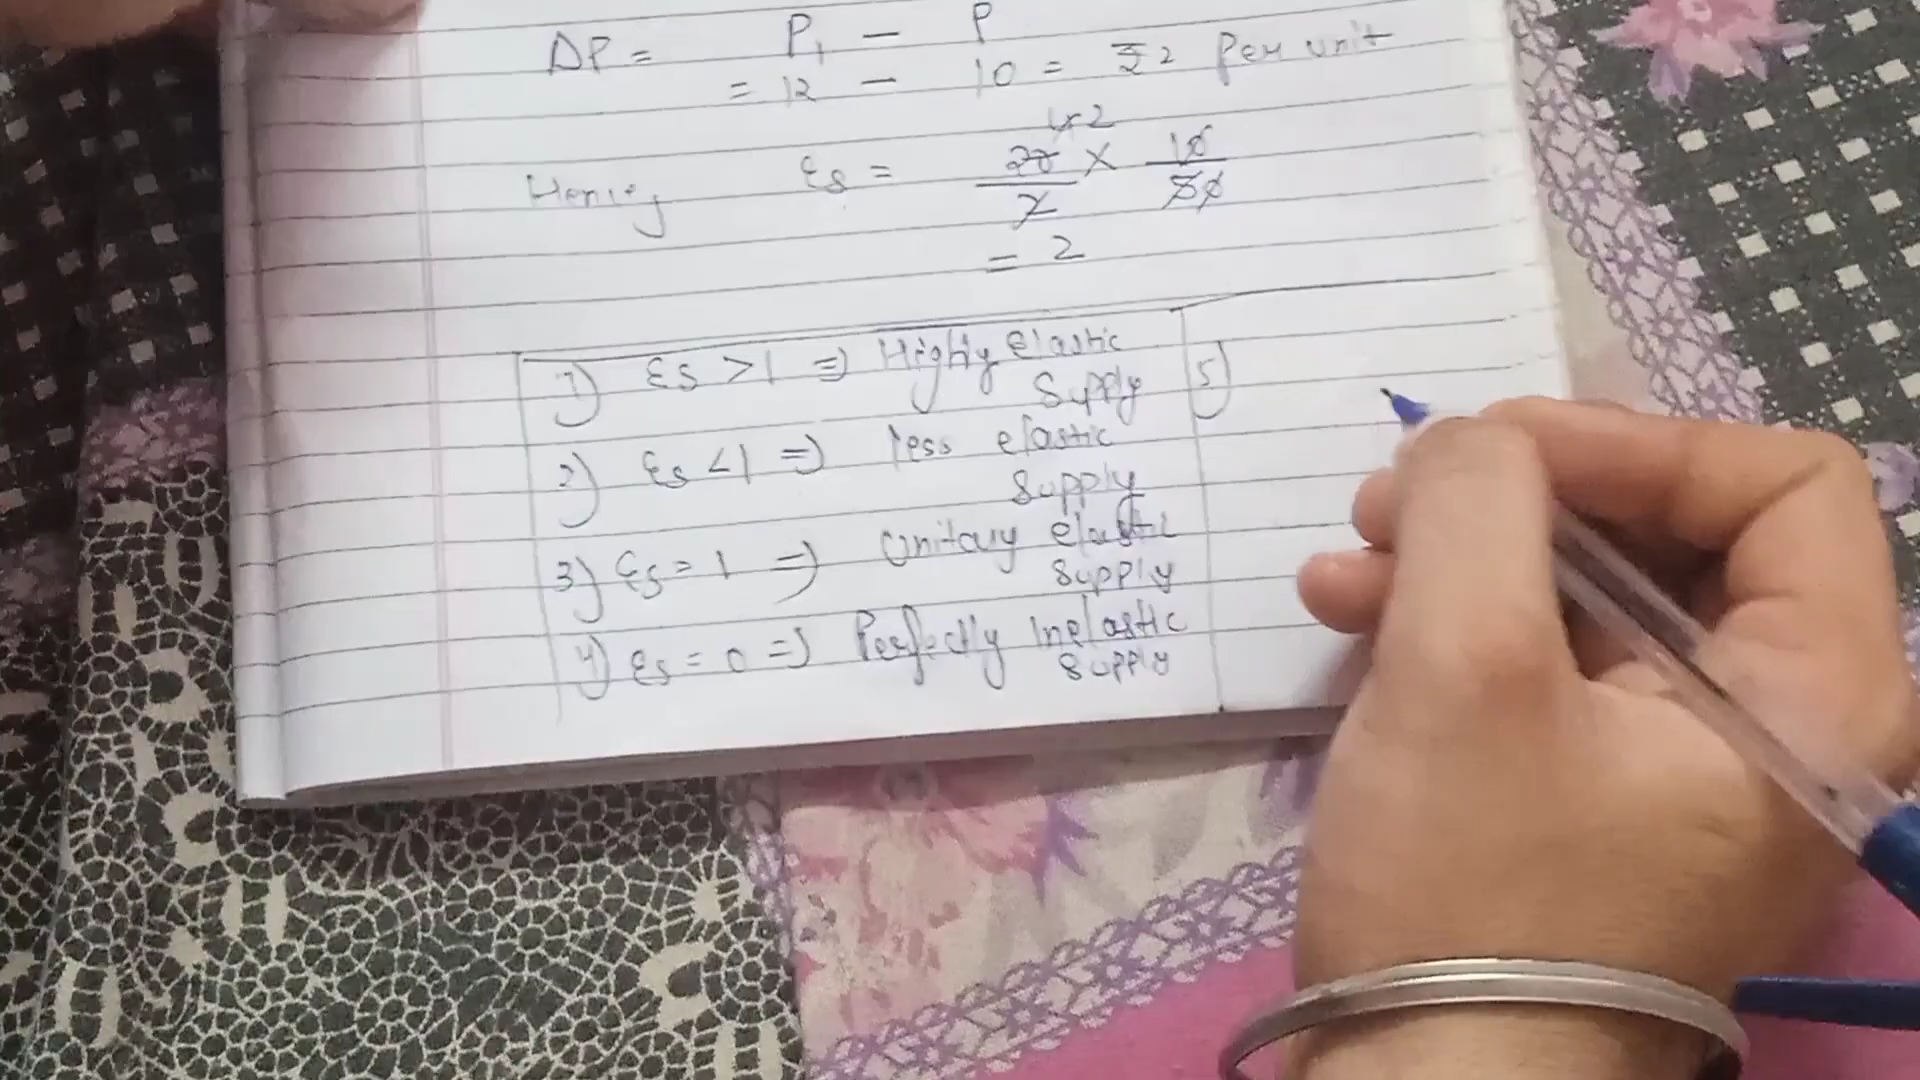 ΔP = P₁ − P
= 12 − 10 = ₹2 Per unit
42
Es = 20/2 × 10/50
= 2
1) Es > 1 ⇒ Highly elastic
Supply
2) Es < 1 ⇒ less elastic
Supply
3) Es = 1 ⇒ Unitary elastic
Supply
4) Es = 0 ⇒ Perfectly Inelastic
Supply
5)